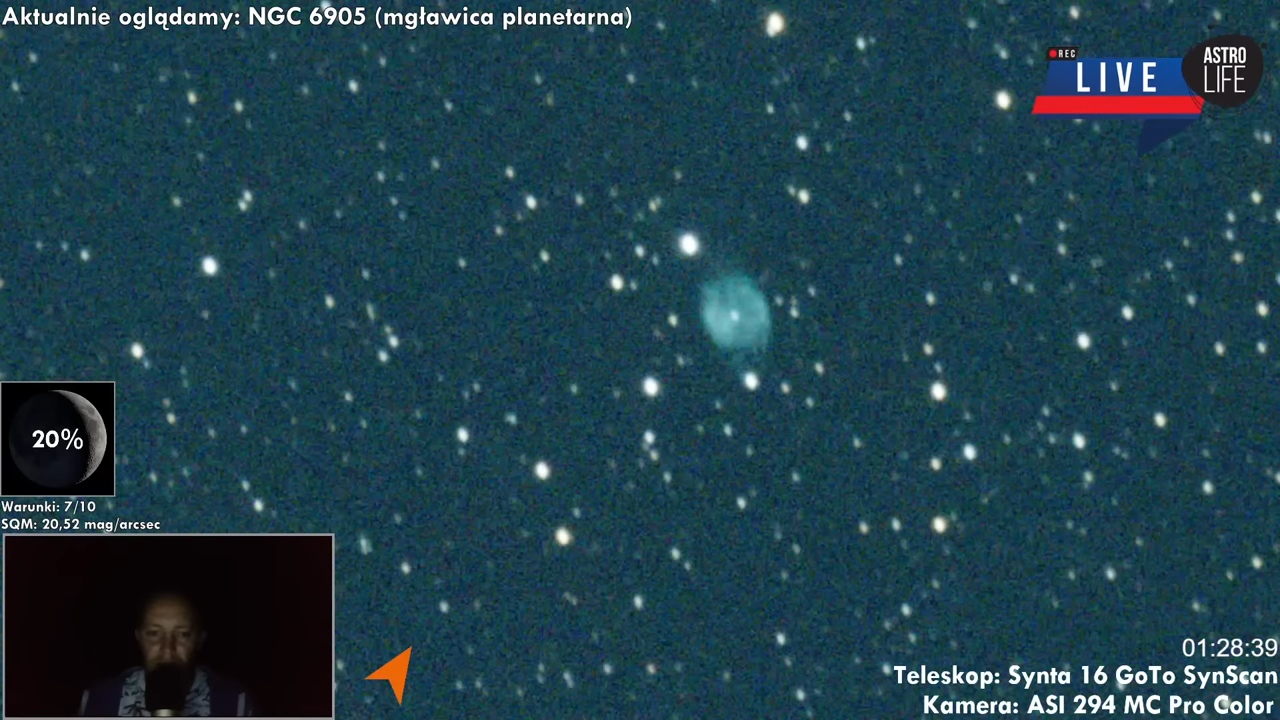 Aktualnie oglądamy: NGC 6905 (mgławica planetarna)
REC
LIVE
ASTRO
LIFE
20%
Warunki: 7/10
SQM: 20,52 mag/arcsec
01:28:39
Teleskop: Synta 16 GoTo SynScan
Kamera: ASI 294 MC Pro Color